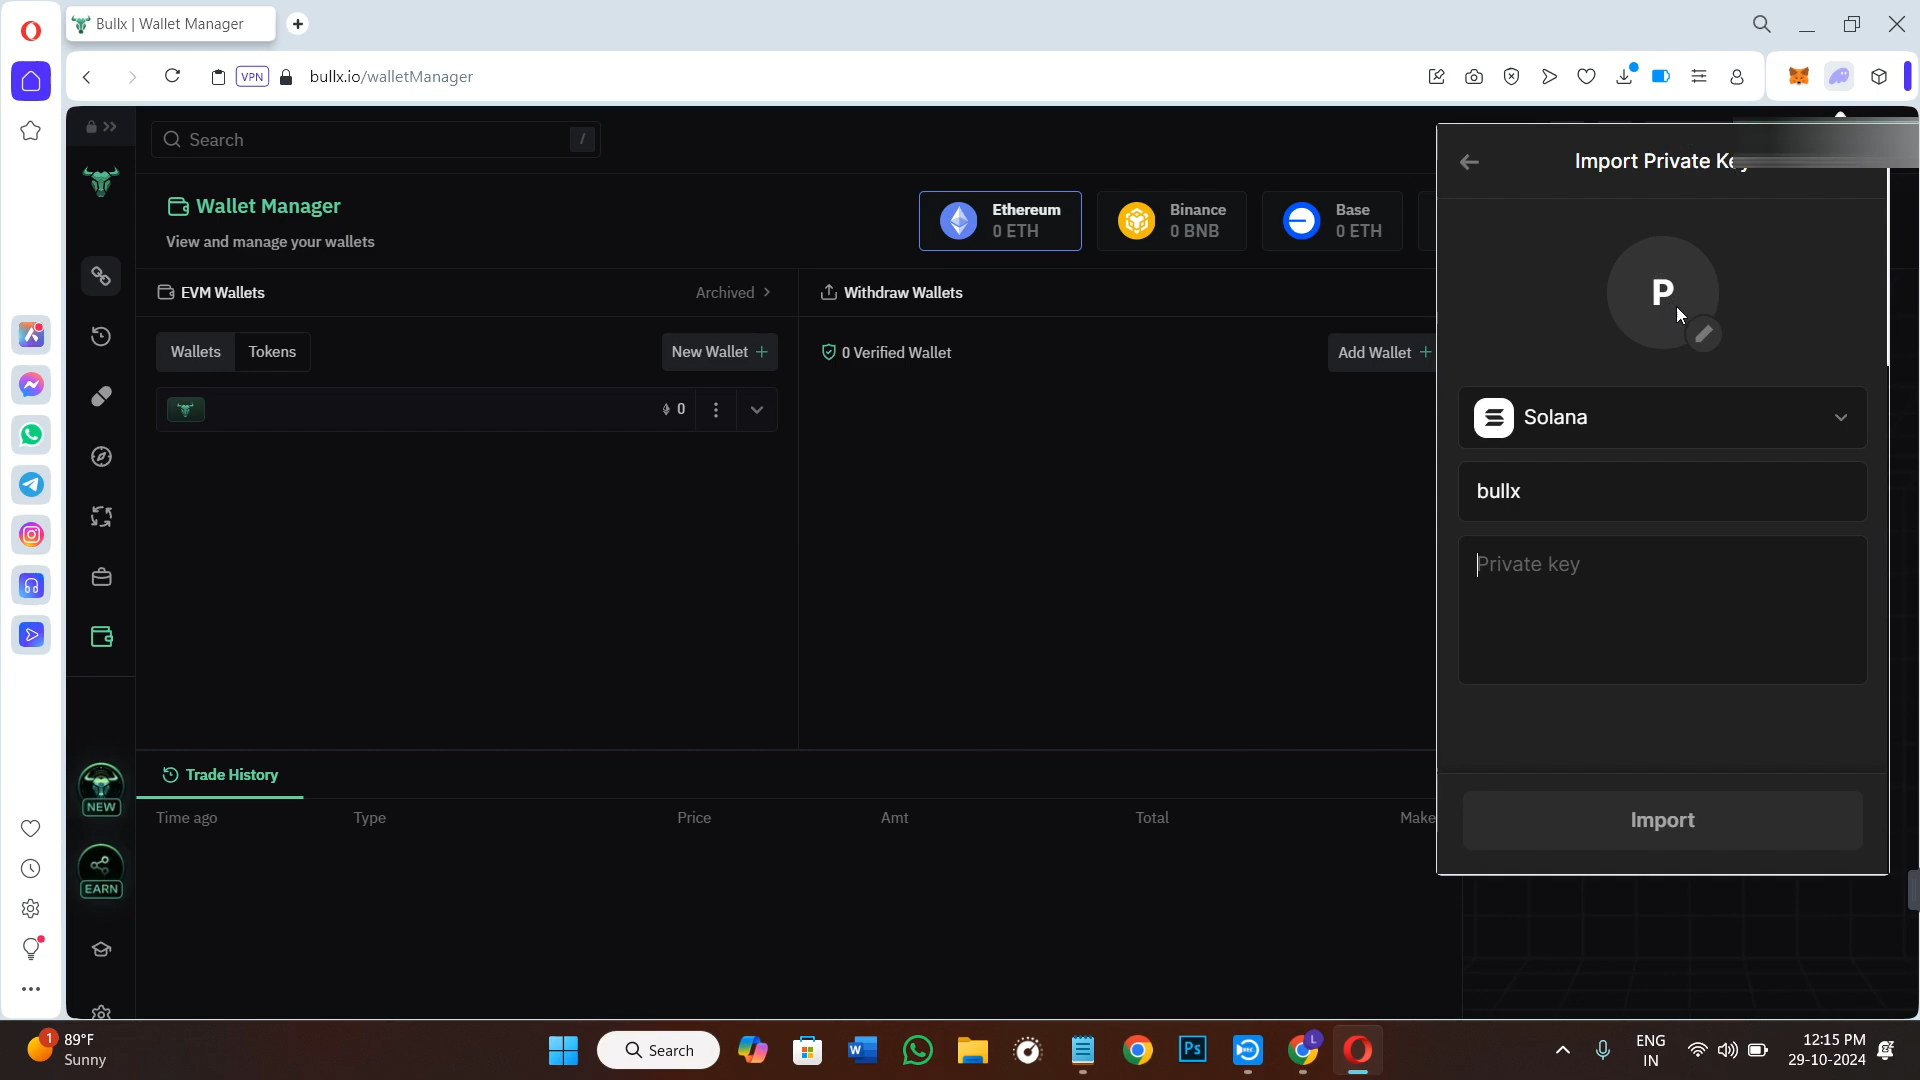 Bullx | Wallet Manager
VPN
bullx.io/walletManager
Search
/
Wallet Manager
View and manage your wallets
Ethereum
0 ETH
Binance
0 BNB
Base
0 ETH
EVM Wallets
Archived
Withdraw Wallets
Wallets
Tokens
New Wallet +
0 Verified Wallet
Add Wallet +
0
Import Private Key
P
Solana
bullx
Private key
Import
Trade History
Time ago
Type
Price
Amt
Total
Make
NEW
EARN
1
89°F
Sunny
Search
W
Ps
REC
L
ENG
IN
12:15 PM
29-10-2024